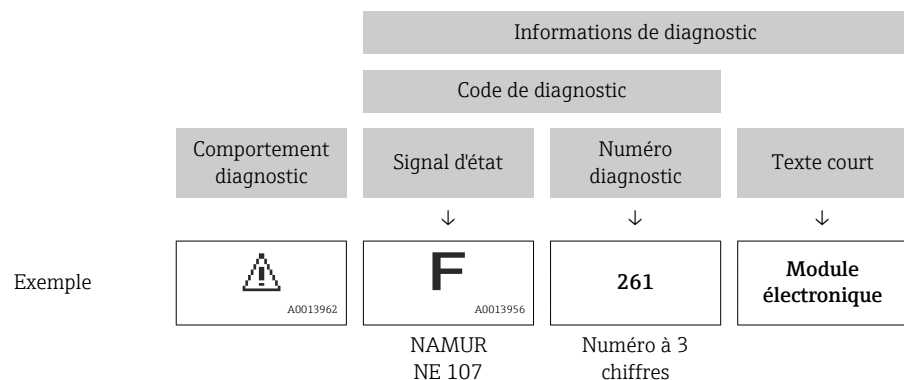 Informations de diagnostic
Code de diagnostic
Comportement
diagnostic
Signal d'état
Numéro
diagnostic
Texte court
↓ ↓ ↓
Exemple
A0013962
F
A0013956
261
Module
électronique
NAMUR
NE 107
Numéro à 3
chiffres